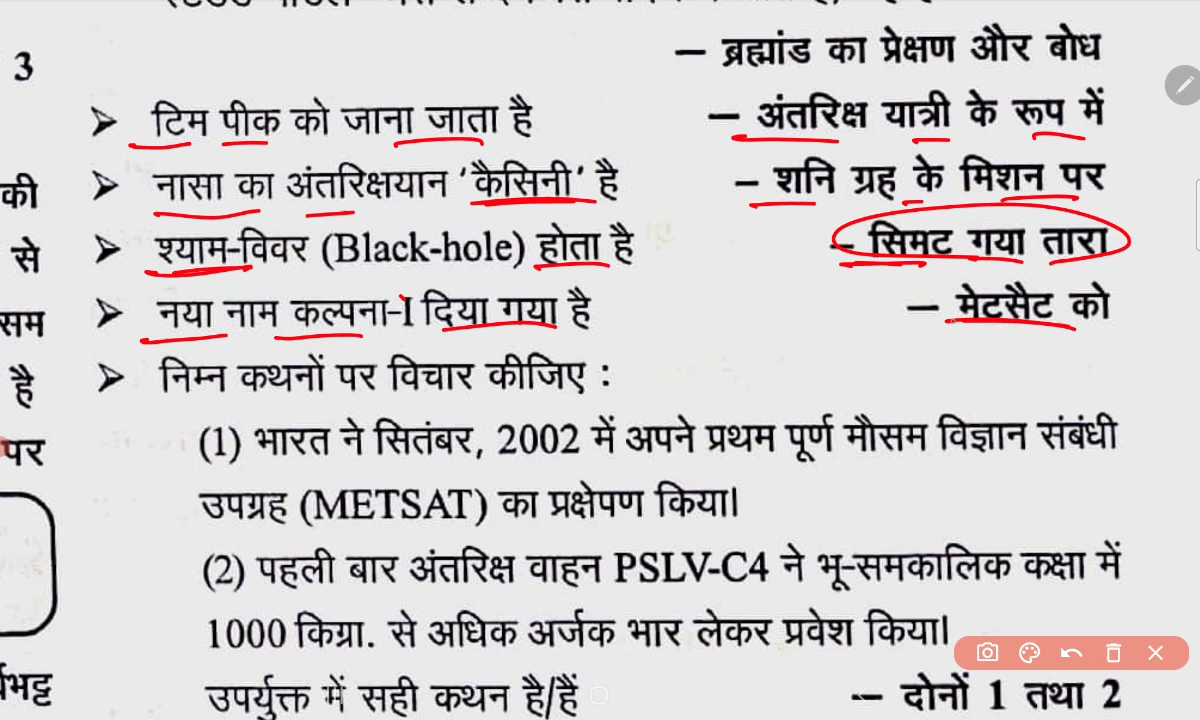 3
– ब्रह्मांड का प्रेक्षण और बोध
➢ टिम पीक को जाना जाता है – अंतरिक्ष यात्री के रूप में
की ➢ नासा का अंतरिक्षयान ‘कैसिनी’ है – शनि ग्रह के मिशन पर
से ➢ श्याम-विवर (Black-hole) होता है – सिमट गया तारा
सम ➢ नया नाम कल्पना-I दिया गया है – मेटसैट को
है ➢ निम्न कथनों पर विचार कीजिए :
पर (1) भारत ने सितंबर, 2002 में अपने प्रथम पूर्ण मौसम विज्ञान संबंधी
उपग्रह (METSAT) का प्रक्षेपण किया।
(2) पहली बार अंतरिक्ष वाहन PSLV-C4 ने भू-समकालिक कक्षा में
1000 किग्रा. से अधिक अर्जक भार लेकर प्रवेश किया।
उपर्युक्त में सही कथन है/हैं – दोनों 1 तथा 2